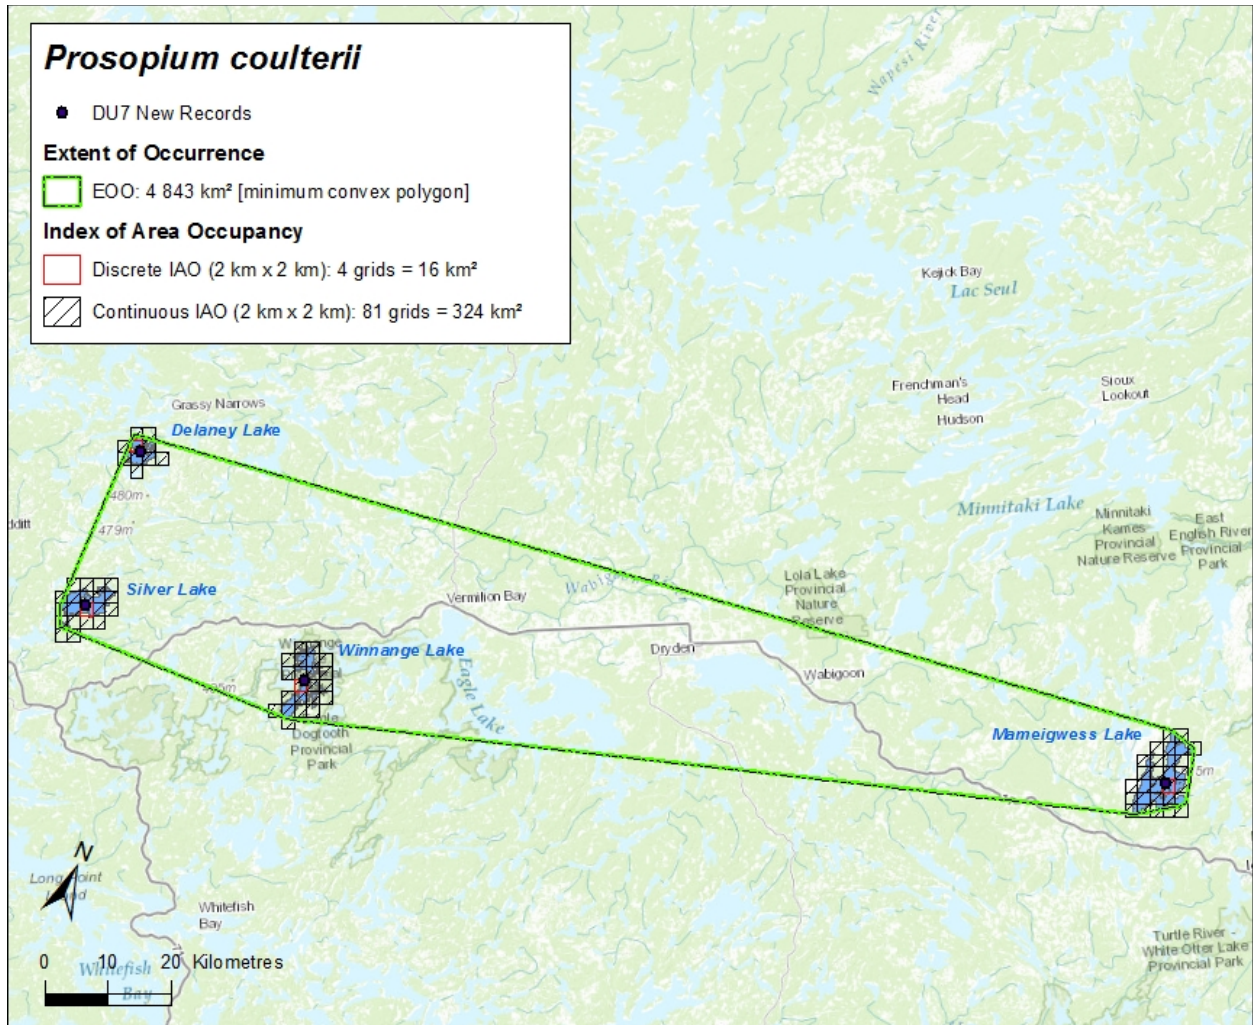 Prosopium coulterii
DU7 New Records
Extent of Occurrence
EOO: 4 843 km² [minimum convex polygon]
Index of Area Occupancy
Discrete IAO (2 km x 2 km): 4 grids = 16 km²
Continuous IAO (2 km x 2 km): 81 grids = 324 km²
Wapesi River
Kejick Bay
Lac Seul
Frenchman's
Head
Hudson
Sioux
Lookout
Grassy Narrows
Delaney Lake
480m
479m
Minnitaki Lake
Minnitaki
Kames
Provincial
Nature Reserve
East
English River
Provincial
Park
Silver Lake
Lola Lake
Provincial
Nature
Reserve
Vermilion Bay
Winnange Lake
Dryden
Wabigoon
Eagle Lake
Dogtooth
Provincial
Park
Mameigwess Lake
N
Whitefish
Bay
Turtle River -
White Otter Lake
Provincial Park
0 10 20 Kilometres
Whitefish
Bay